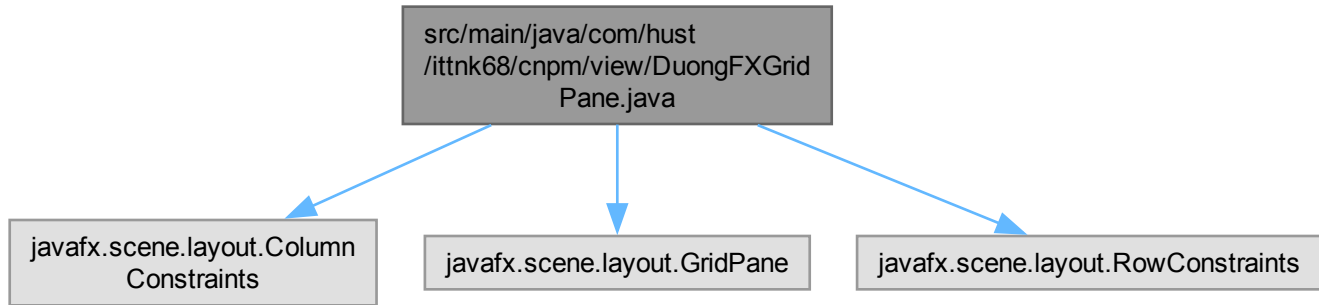 src/main/java/com/hust
/ittnk68/cnpm/view/DuongFXGrid
Pane.java
javafx.scene.layout.Column
Constraints
javafx.scene.layout.GridPane
javafx.scene.layout.RowConstraints